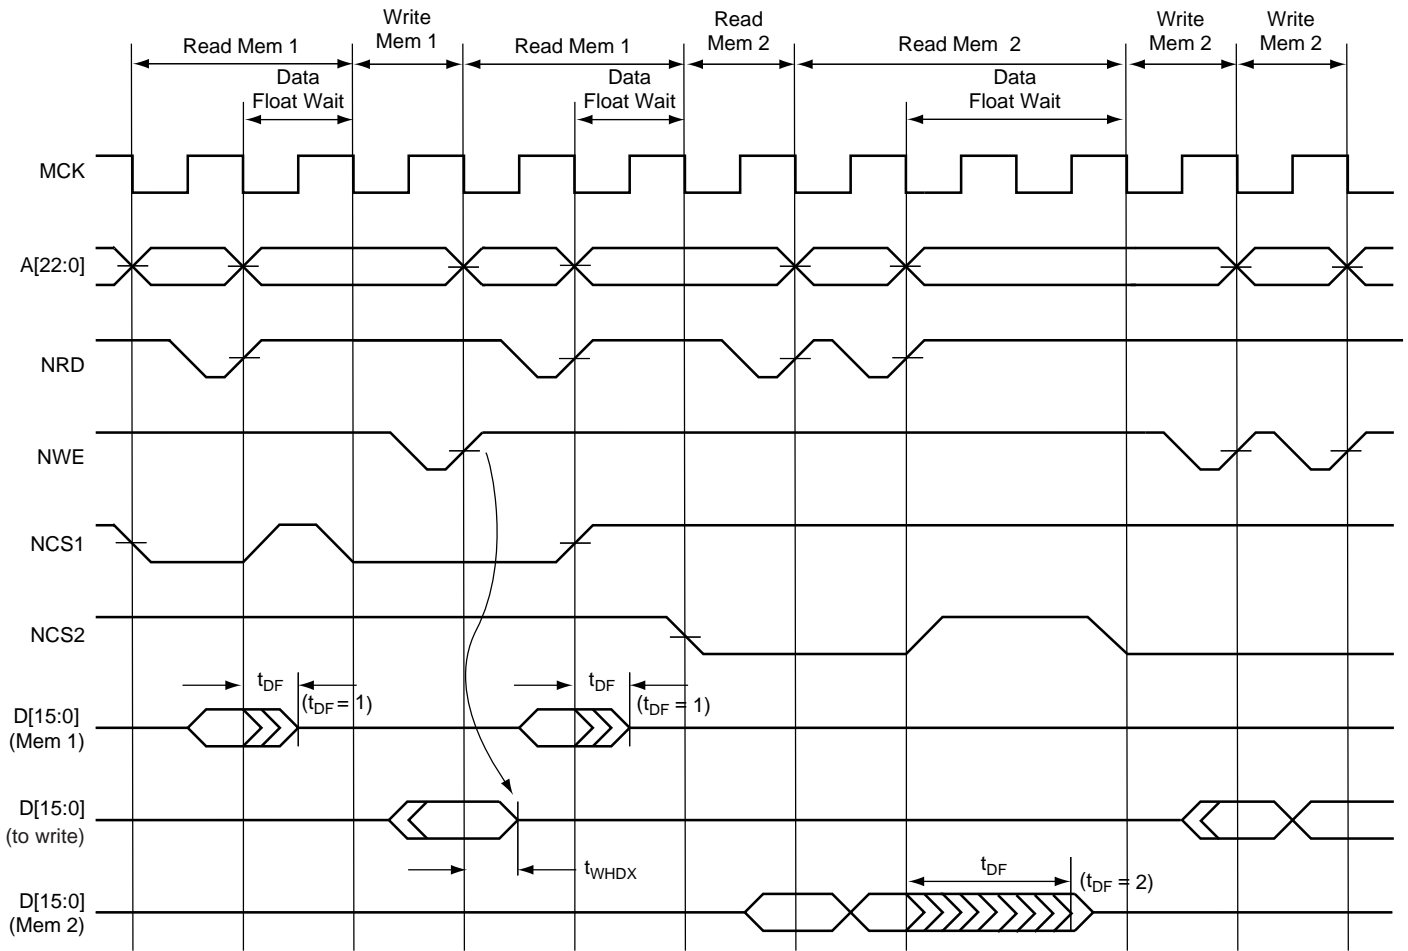 Read Mem 1
Write
Mem 1
Read Mem 1
Read
Mem 2
Read Mem 2
Write
Mem 2
Write
Mem 2
Data
Float Wait
Data
Float Wait
Data
Float Wait
MCK
A[22:0]
NRD
NWE
NCS1
NCS2
tDF
(tDF = 1)
tDF
(tDF = 1)
D[15:0]
(Mem 1)
D[15:0]
(to write)
tWHDX
tDF
(tDF = 2)
D[15:0]
(Mem 2)